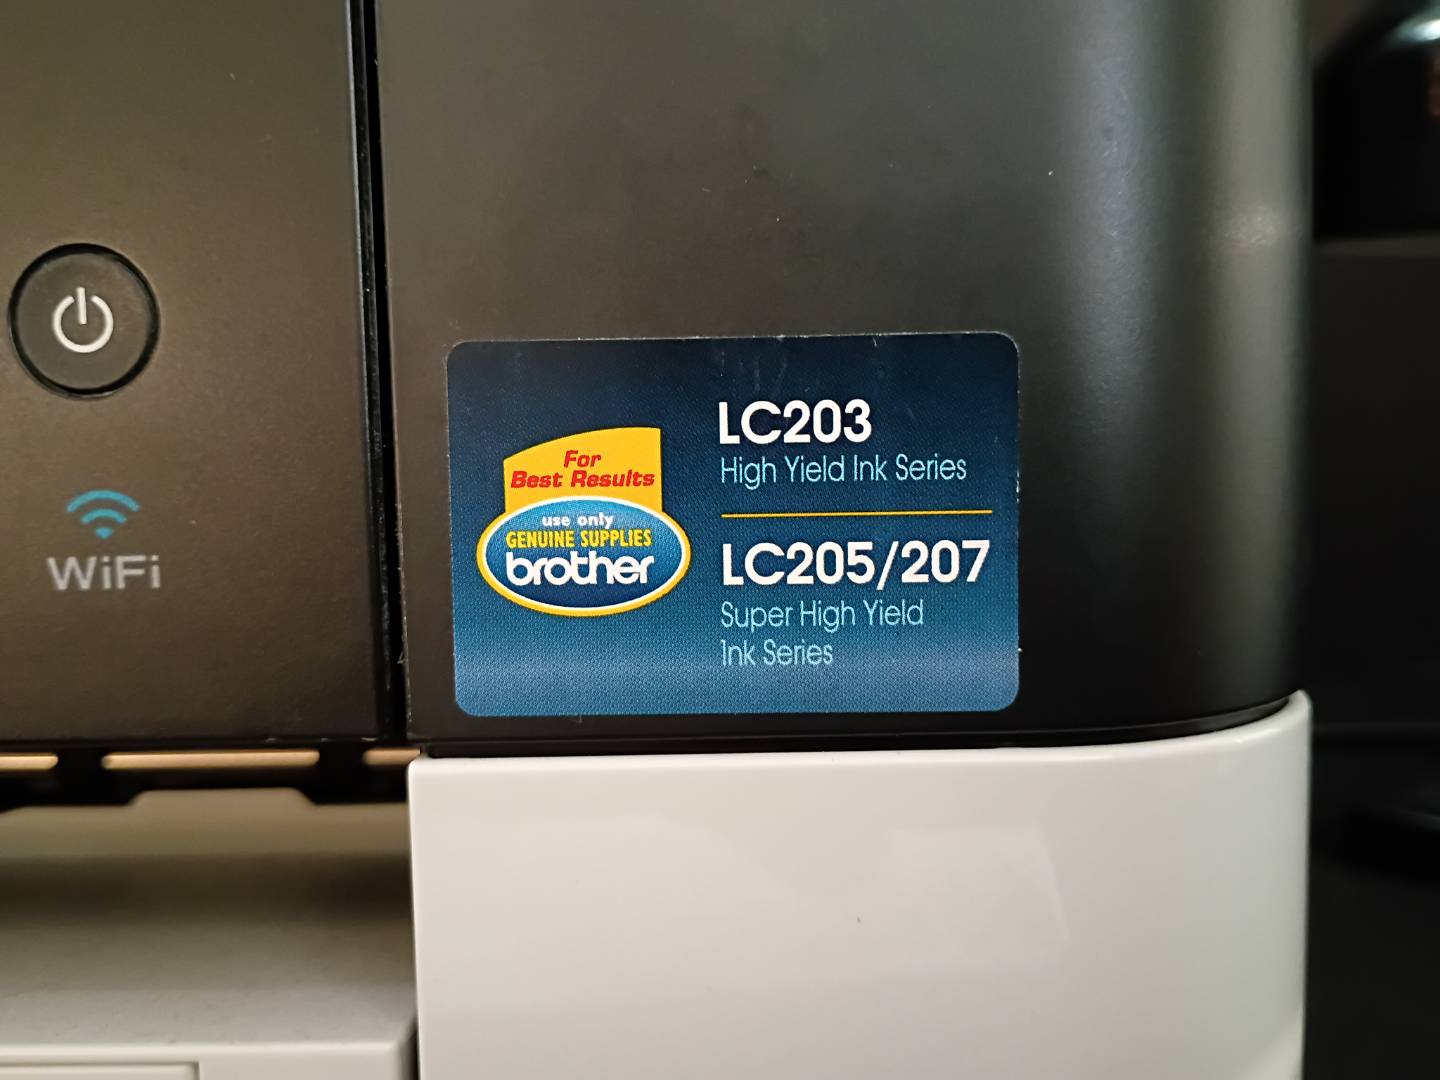 WiFi
For
Best Results
use only
GENUINE SUPPLIES
brother
LC203
High Yield Ink Series
LC205/207
Super High Yield
Ink Series